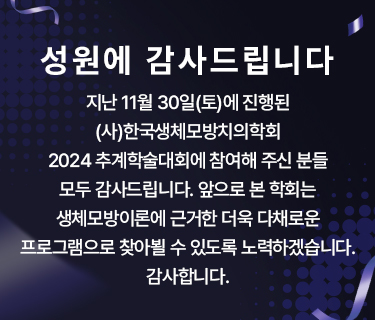 성원에 감사드립니다
지난 11월 30일(토)에 진행된
(사)한국생체모방치의학회
2024 추계학술대회에 참여해 주신 분들
모두 감사드립니다. 앞으로 본 학회는
생체모방이론에 근거한 더욱 다채로운
프로그램으로 찾아뵐 수 있도록 노력하겠습니다.
감사합니다.